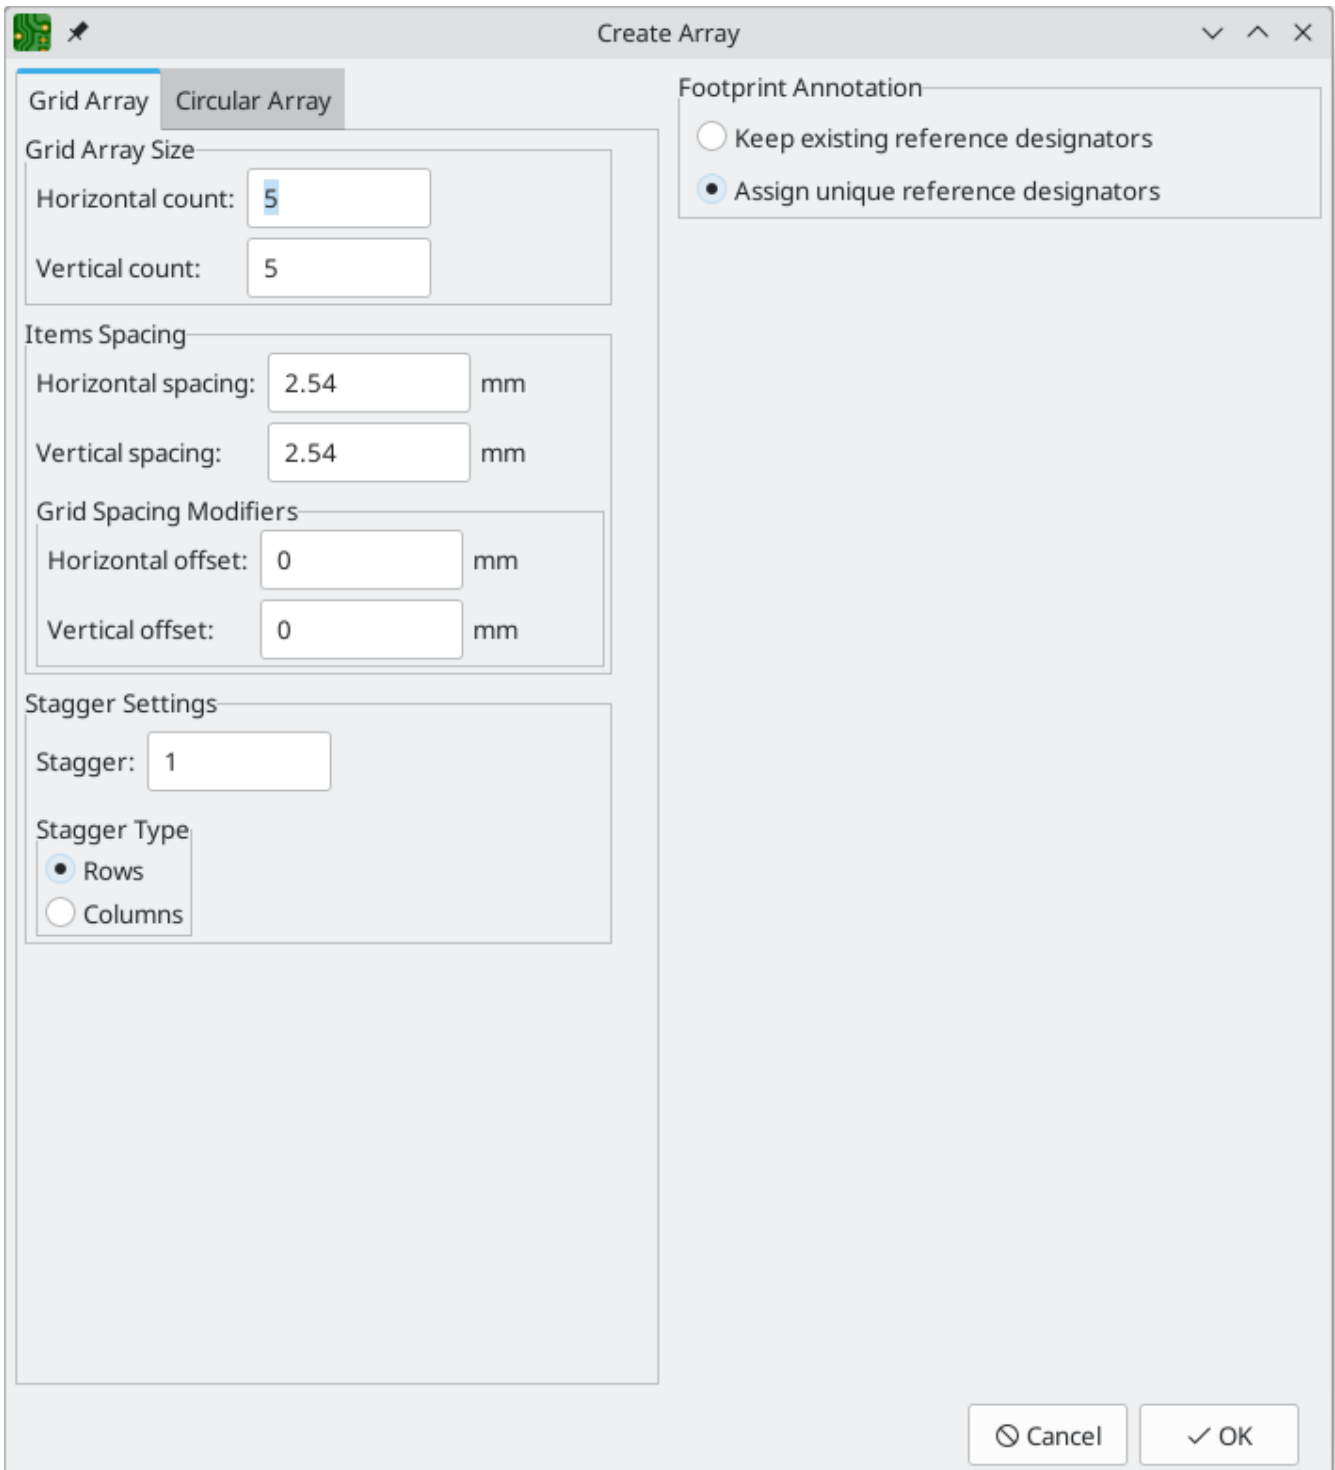 Create Array
Grid Array
Circular Array
Grid Array Size
Horizontal count: 5
Vertical count: 5
Items Spacing
Horizontal spacing: 2.54 mm
Vertical spacing: 2.54 mm
Grid Spacing Modifiers
Horizontal offset: 0 mm
Vertical offset: 0 mm
Stagger Settings
Stagger: 1
Stagger Type
Rows
Columns
Footprint Annotation
Keep existing reference designators
Assign unique reference designators
Cancel
OK